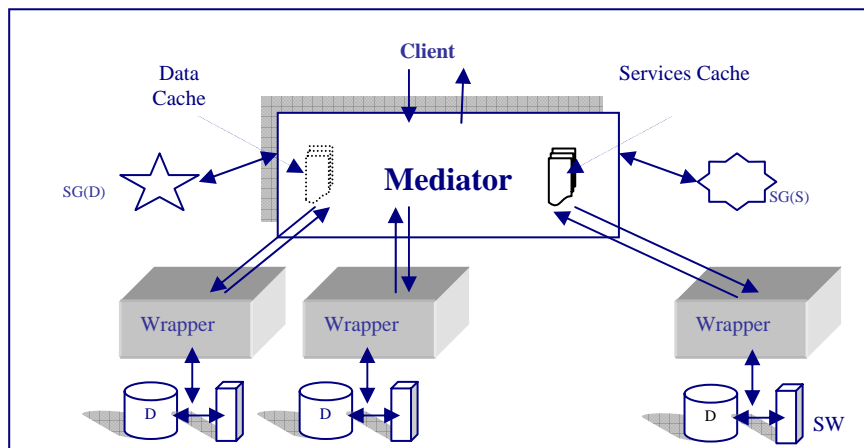 Client
Data
Cache
Services Cache
Mediator
SG(D)
SG(S)
Wrapper
Wrapper
Wrapper
D
D
D
SW